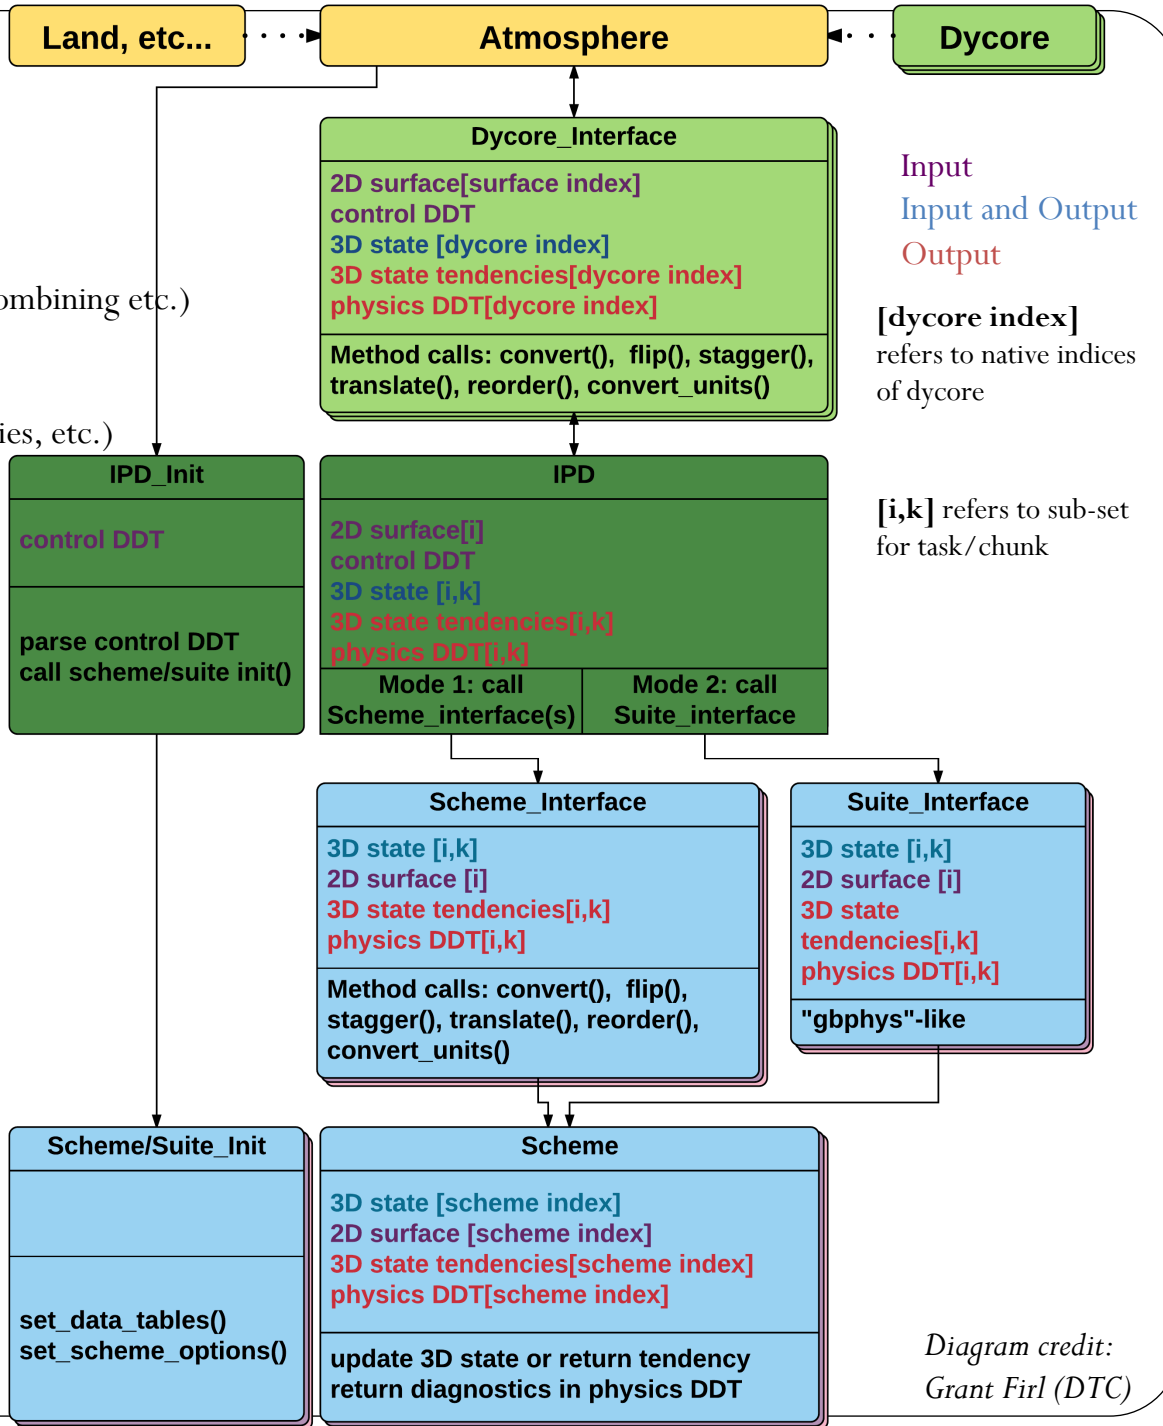 Land, etc...
Atmosphere
Dycore
Dycore_Interface
2D surface[surface index]
control DDT
3D state [dycore index]
3D state tendencies[dycore index]
physics DDT[dycore index]
Method calls: convert(), flip(), stagger(),
translate(), reorder(), convert_units()
Input
Input and Output
Output
[dycore index]
refers to native indices
of dycore
etc.)
etc.)
IPD_Init
control DDT
parse control DDT
call scheme/suite init()
IPD
2D surface[i]
control DDT
3D state [i,k]
3D state tendencies[i,k]
physics DDT[i,k]
Mode 1: call
Scheme_interface(s)
Mode 2: call
Suite_interface
[i,k] refers to sub-set
for task/chunk
Scheme_Interface
3D state [i,k]
2D surface [i]
3D state tendencies[i,k]
physics DDT[i,k]
Method calls: convert(), flip(),
stagger(), translate(), reorder(),
convert_units()
Suite_Interface
3D state [i,k]
2D surface [i]
3D state
tendencies[i,k]
physics DDT[i,k]
"gbphys"-like
Scheme/Suite_Init
set_data_tables()
set_scheme_options()
Scheme
3D state [scheme index]
2D surface [scheme index]
3D state tendencies[scheme index]
physics DDT[scheme index]
update 3D state or return tendency
return diagnostics in physics DDT
Diagram credit:
Grant Firl (DTC)